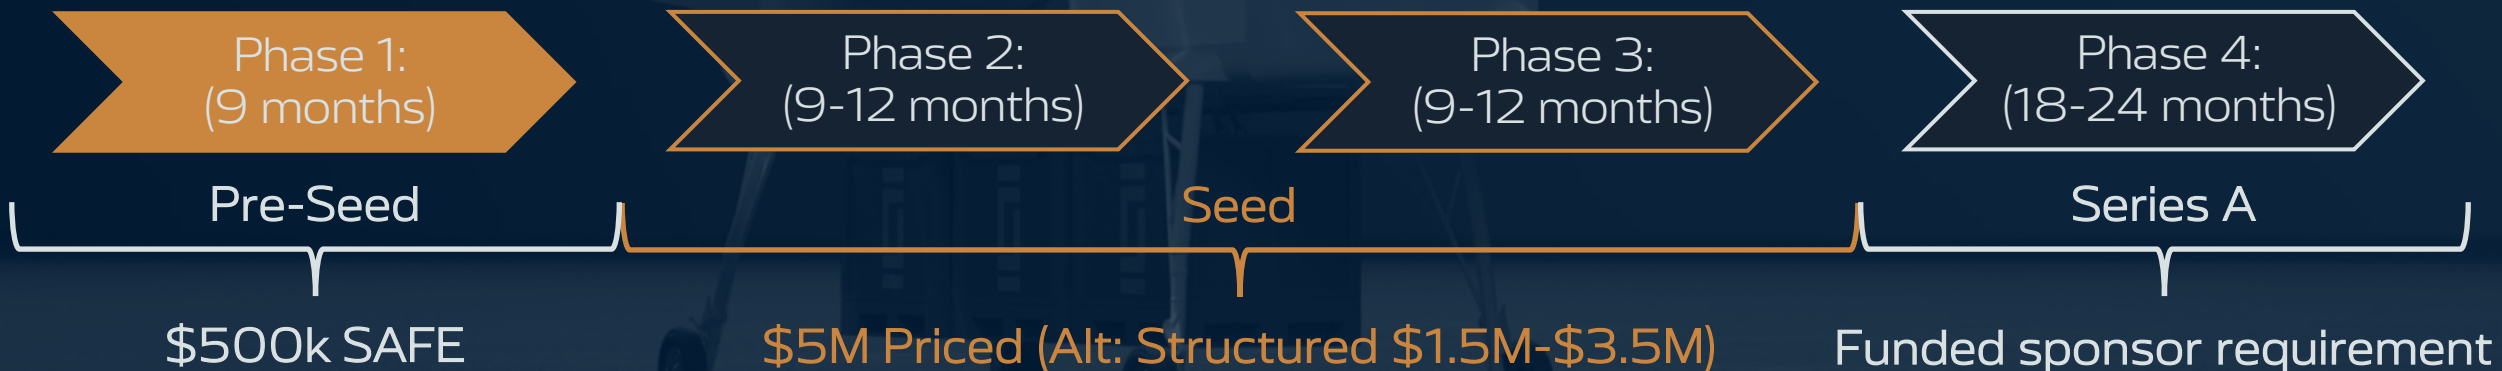 Phase 1:
(9 months)
Phase 2:
(9-12 months)
Phase 3:
(9-12 months)
Phase 4:
(18-24 months)
Pre-Seed
Seed
Series A
$500k SAFE
$5M Priced (Alt: Structured $1.5M-$3.5M)
Funded sponsor requirement